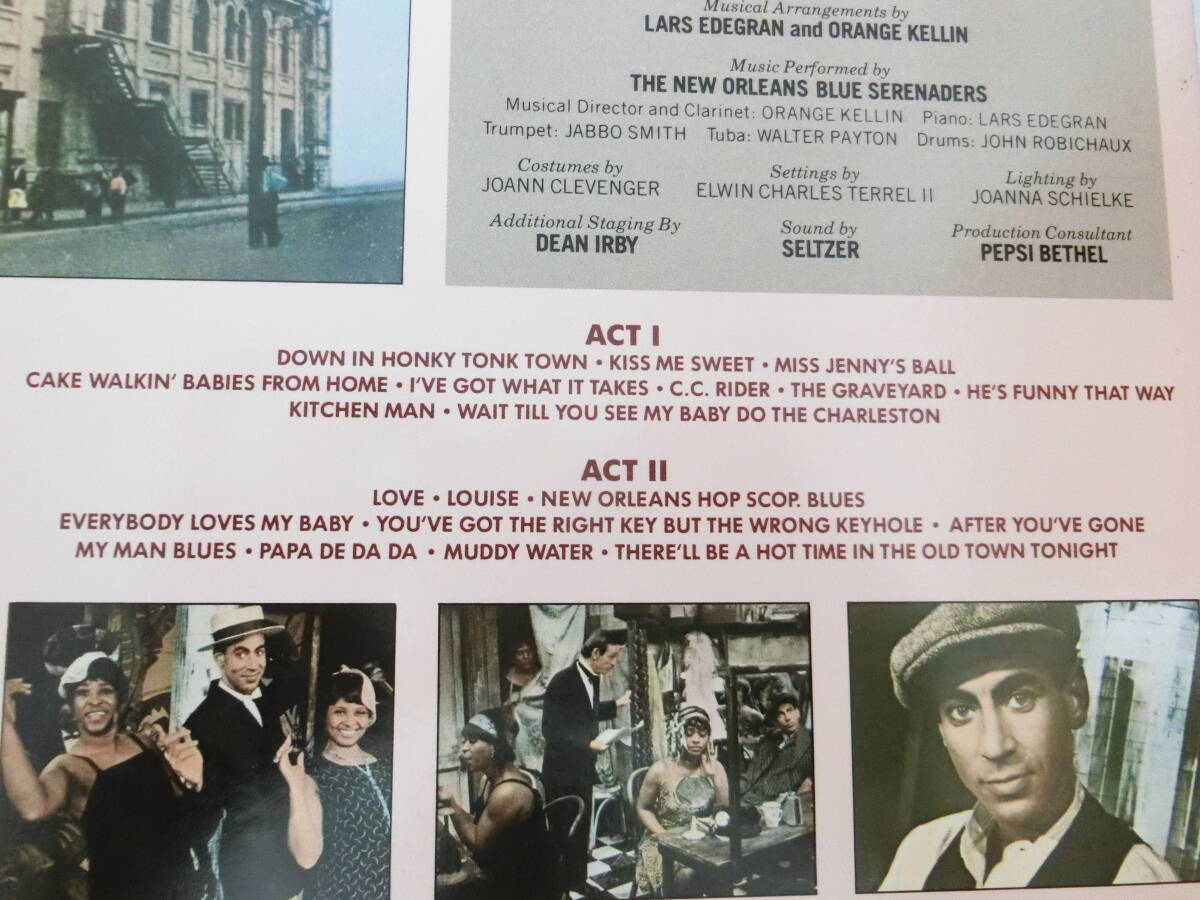 Musical Arrangements by
LARS EDEGRAN and ORANGE KELLIN
Music Performed by
THE NEW ORLEANS BLUE SERENADERS
Musical Director and Clarinet: ORANGE KELLIN Piano: LARS EDEGRAN
Trumpet: JABBO SMITH Tuba: WALTER PAYTON Drums: JOHN ROBICHAUX
Costumes by Settings by Lighting by
JOANN CLEVENGER ELWIN CHARLES TERREL II JOANNA SCHIELKE
Additional Staging By Sound by Production Consultant
DEAN IRBY SELTZER PEPSI BETHEL
ACT I
DOWN IN HONKY TONK TOWN • KISS ME SWEET • MISS JENNY'S BALL
CAKE WALKIN' BABIES FROM HOME • I'VE GOT WHAT IT TAKES • C.C. RIDER • THE GRAVEYARD • HE'S FUNNY THAT WAY
KITCHEN MAN • WAIT TILL YOU SEE MY BABY DO THE CHARLESTON
ACT II
LOVE • LOUISE • NEW ORLEANS HOP SCOP. BLUES
EVERYBODY LOVES MY BABY • YOU'VE GOT THE RIGHT KEY BUT THE WRONG KEYHOLE • AFTER YOU'VE GONE
MY MAN BLUES • PAPA DE DA DA • MUDDY WATER • THERE'LL BE A HOT TIME IN THE OLD TOWN TONIGHT